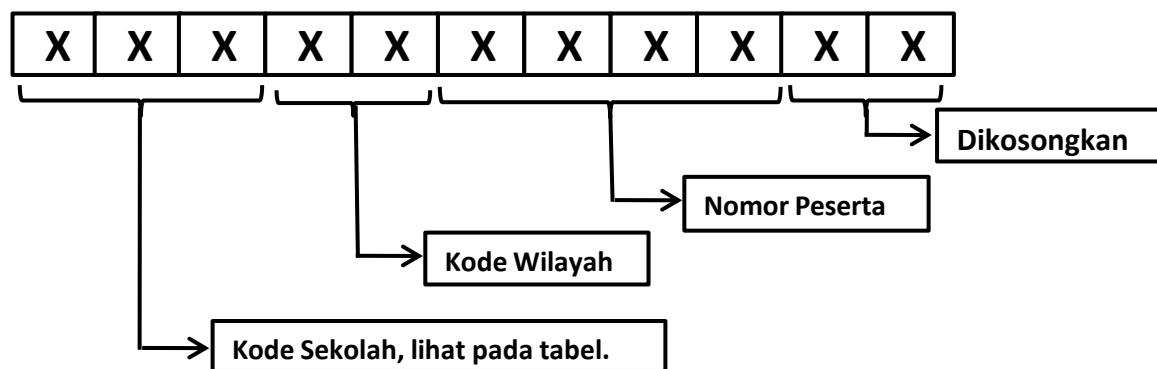 X X X X X X X X X X X
Dikosongkan
Nomor Peserta
Kode Wilayah
Kode Sekolah, lihat pada tabel.